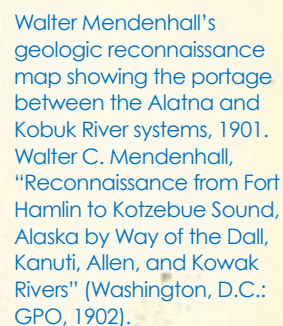 Walter Mendenhall’s
geologic reconnaissance
map showing the portage
between the Alatna and
Kobuk River systems, 1901.
Walter C. Mendenhall,
“Reconnaissance from Fort
Hamlin to Kotzebue Sound,
Alaska by Way of the Dall,
Kanuti, Allen, and Kowak
Rivers” (Washington, D.C.:
GPO, 1902).